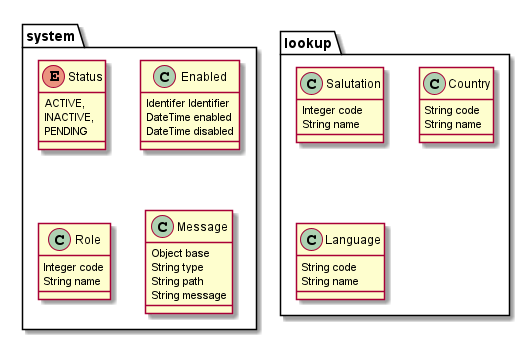 system
E Status
ACTIVE,
INACTIVE,
PENDING
C Enabled
Identifer Identifier
DateTime enabled
DateTime disabled
C Role
Integer code
String name
C Message
Object base
String type
String path
String message
lookup
C Salutation
Integer code
String name
C Country
String code
String name
C Language
String code
String name